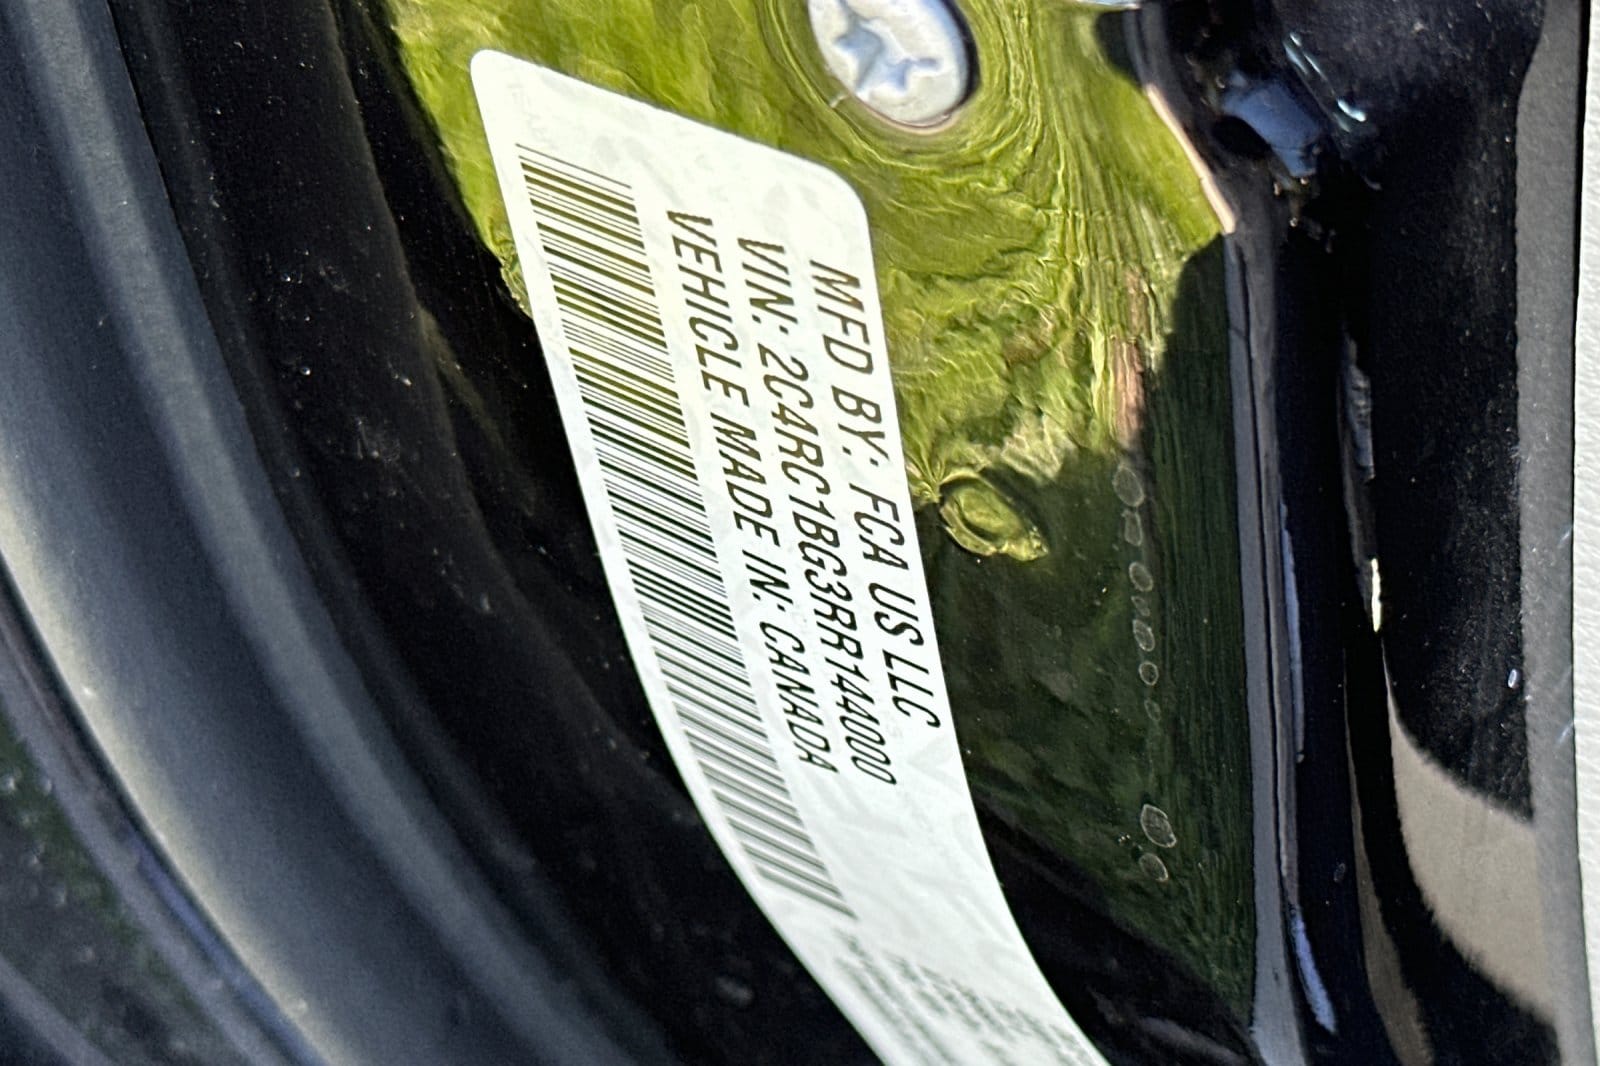 MFD BY: FCA US LLC
VIN: 2C4RC1BG3RR144000
VEHICLE MADE IN: CANADA